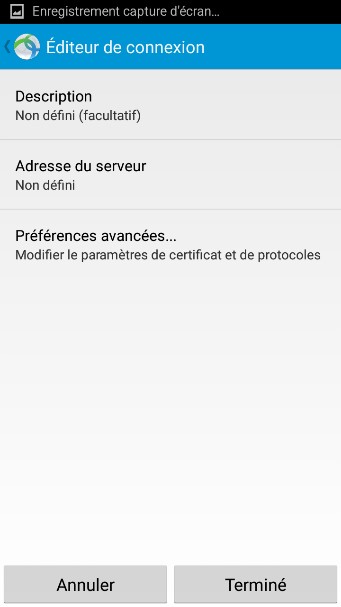 Enregistrement capture d'écran…
Éditeur de connexion
Description
Non défini (facultatif)
Adresse du serveur
Non défini
Préférences avancées...
Modifier le paramètres de certificat et de protocoles
Annuler
Terminé